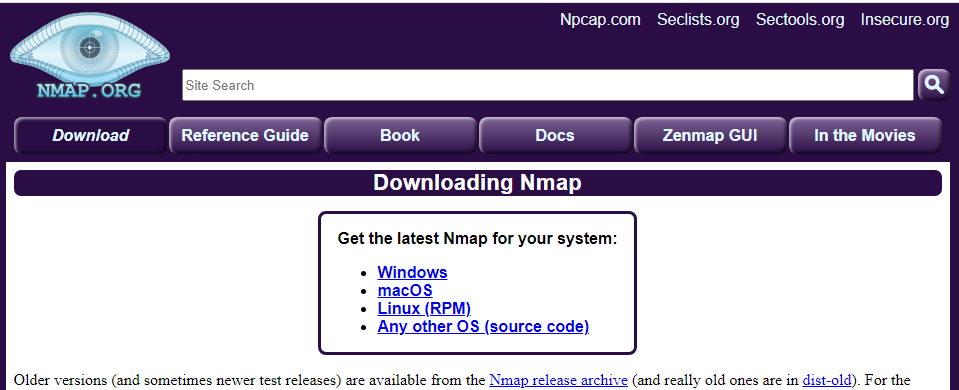 Npcap.com Seclists.org Sectools.org Insecure.org
NMAP.ORG
Site Search
Download Reference Guide Book Docs Zenmap GUI In the Movies
Downloading Nmap
Get the latest Nmap for your system:
• Windows
• macOS
• Linux (RPM)
• Any other OS (source code)
Older versions (and sometimes newer test releases) are available from the Nmap release archive (and really old ones are in dist-old). For the